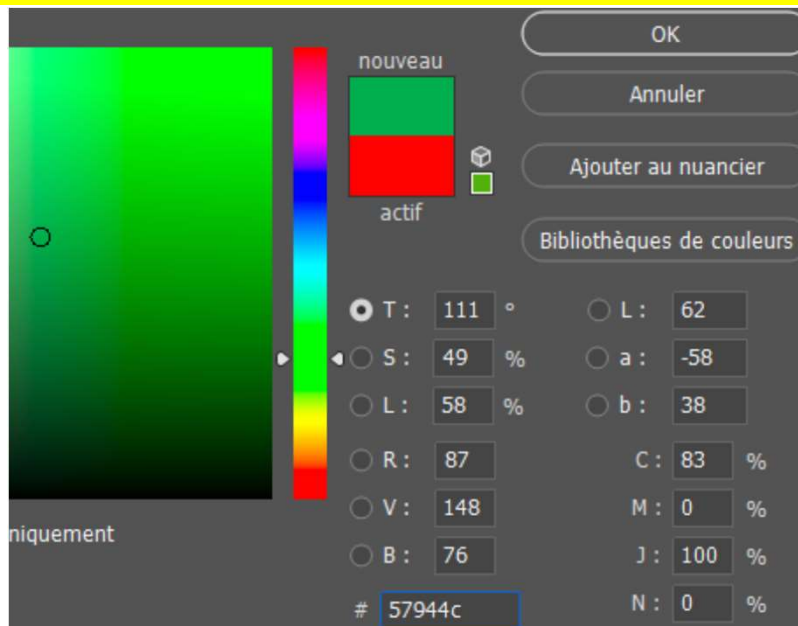 nouveau
actif
OK
Annuler
Ajouter au nuancier
Bibliothèques de couleurs
T : 111 ° L : 62
S : 49 % a : -58
L : 58 % b : 38
R : 87 C : 83 %
V : 148 M : 0 %
B : 76 J : 100 %
# 57944c N : 0 %
niquement